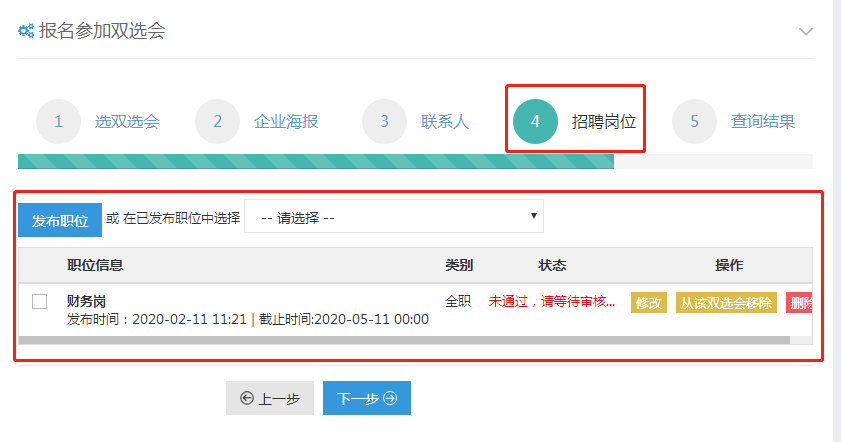 报名参加双选会
1 选双选会 2 企业海报 3 联系人 4 招聘岗位 5 查询结果
发布职位 或 在已发布职位中选择 -- 请选择 --
职位信息 类别 状态 操作
财务岗 全职 未通过，请等待审核... 修改 从该双选会移除 删除
发布时间：2020-02-11 11:21 | 截止时间:2020-05-11 00:00
上一步 下一步